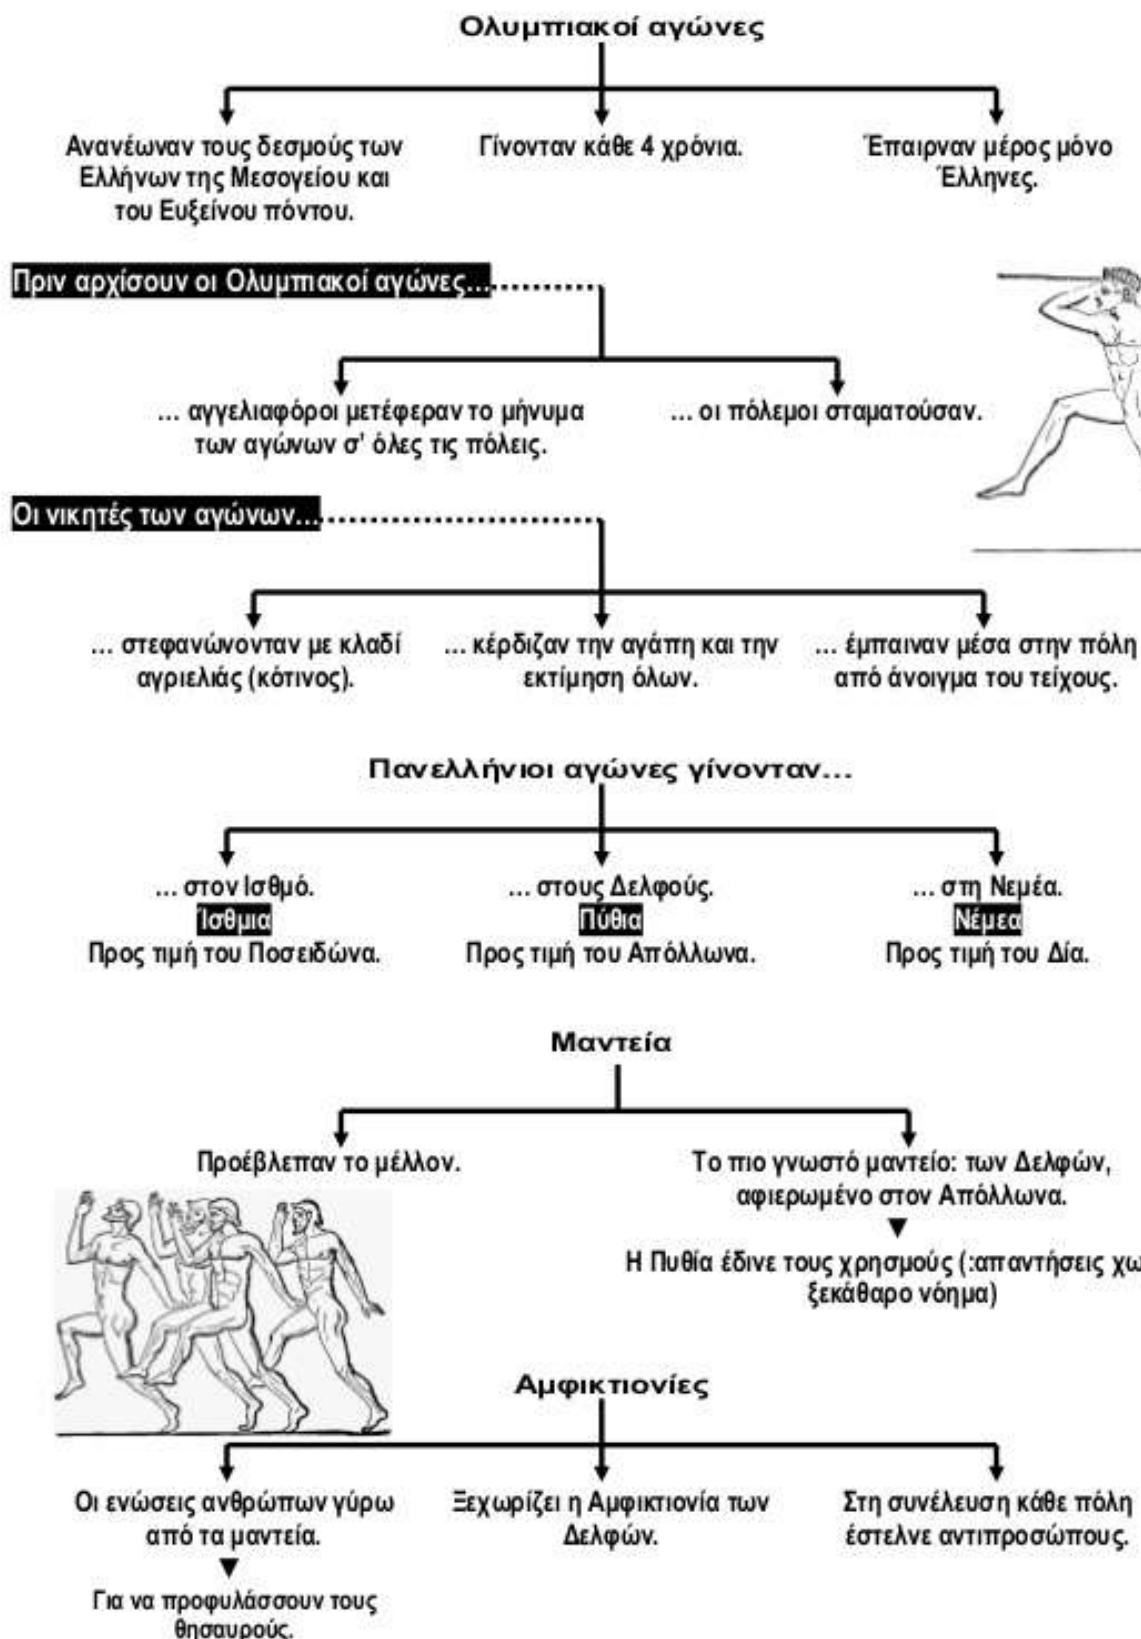 Ολυμπιακοί αγώνες
Ανανέωναν τους δεσμούς των
Ελλήνων της Μεσογείου και
του Ευξείνου πόντου.
Γίνονταν κάθε 4 χρόνια.
Έπαιρναν μέρος μόνο
Έλληνες.
Πριν αρχίσουν οι Ολυμπιακοί αγώνες...
... αγγελιαφόροι μετέφεραν το μήνυμα
των αγώνων σ' όλες τις πόλεις.
... οι πόλεμοι σταματούσαν.
Οι νικητές των αγώνων...
... στεφανώνονταν με κλαδί
αγριελιάς (κότινος).
... κέρδιζαν την αγάπη και την
εκτίμηση όλων.
... έμπαιναν μέσα στην πόλη
από άνοιγμα του τείχους.
Πανελλήνιοι αγώνες γίνονταν...
... στον Ισθμό.
Ίσθμια
Προς τιμή του Ποσειδώνα.
... στους Δελφούς.
Πύθια
Προς τιμή του Απόλλωνα.
... στη Νεμέα.
Νέμεα
Προς τιμή του Δία.
Μαντεία
Προέβλεπαν το μέλλον.
Το πιο γνωστό μαντείο: των Δελφών,
αφιερωμένο στον Απόλλωνα.
Η Πυθία έδινε τους χρησμούς (:απαντήσεις χω
ξεκάθαρο νόημα)
Αμφικτιονίες
Οι ενώσεις ανθρώπων γύρω
από τα μαντεία.
Για να προφυλάσσουν τους
θησαυρούς.
Ξεχωρίζει η Αμφικτιονία των
Δελφών.
Στη συνέλευση κάθε πόλη
έστελνε αντιπροσώπους.